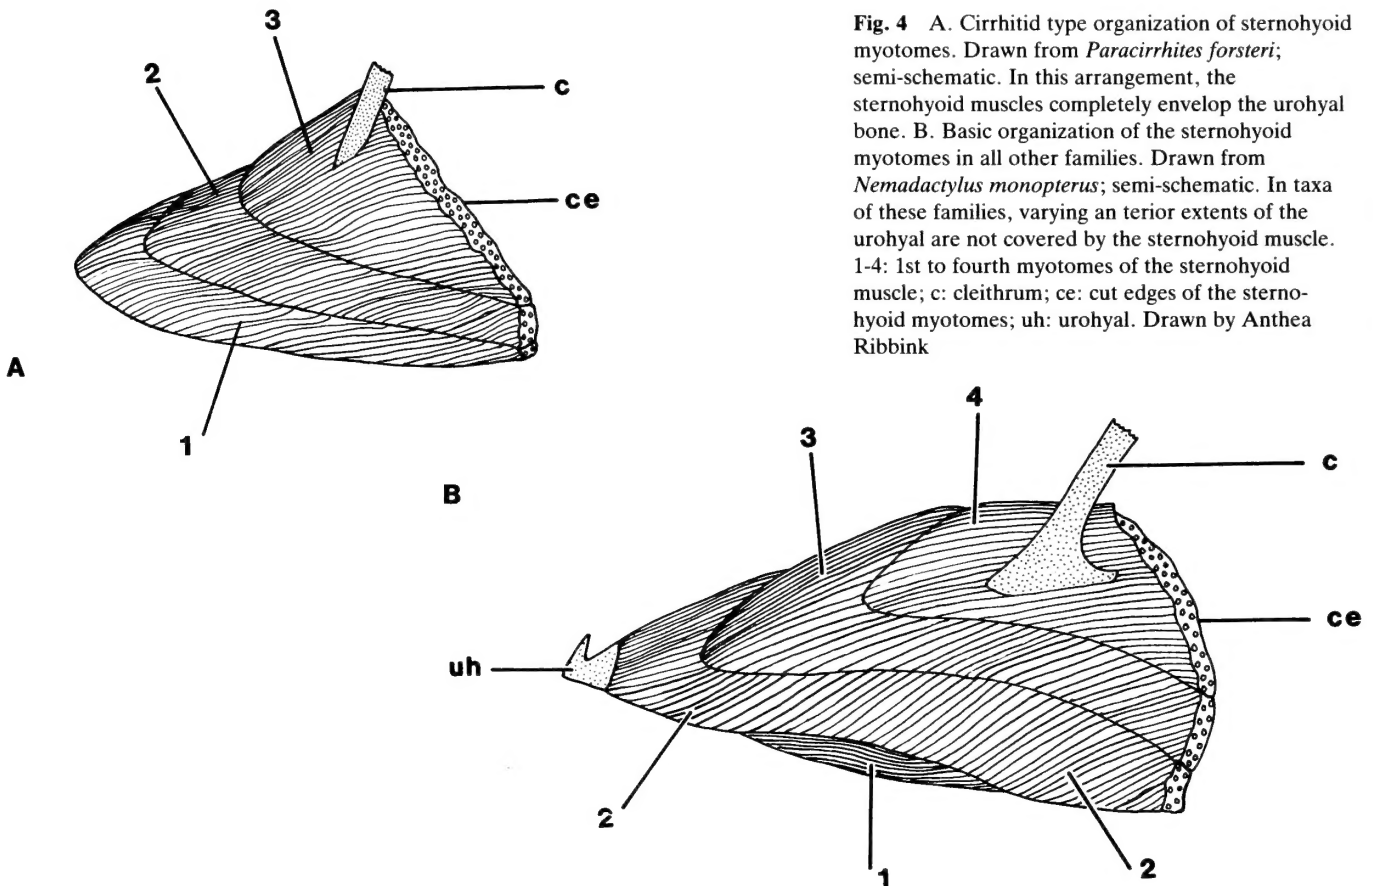 Fig. 4 A. Cirrhitid type organization of sternohyoid
myotomes. Drawn from Paracirrhites forsteri;
semi-schematic. In this arrangement, the
sternohyoid muscles completely envelop the urohyal
bone. B. Basic organization of the sternohyoid
myotomes in all other families. Drawn from
Nemadactylus monopterus; semi-schematic. In taxa
of these families, varying an terior extents of the
urohyal are not covered by the sternohyoid muscle.
1-4: 1st to fourth myotomes of the sternohyoid
muscle; c: cleithrum; ce: cut edges of the sterno-
hyoid myotomes; uh: urohyal. Drawn by Anthea
Ribbink
3
2
c
ce
A
1
4
3
c
B
ce
uh
2
2
1